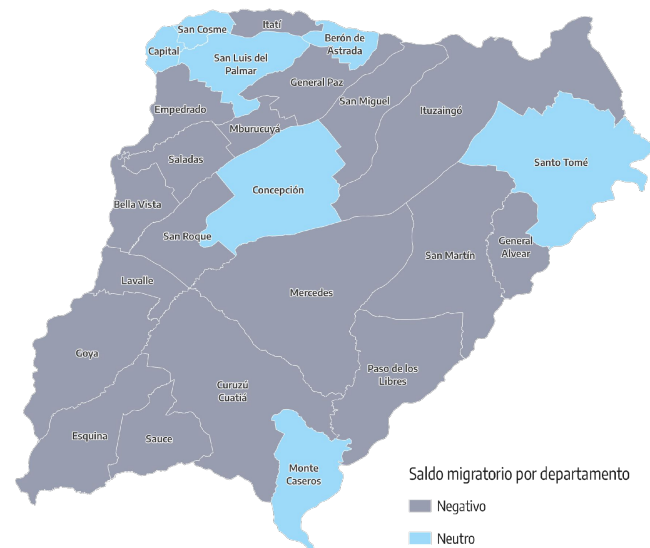 San Cosme
Itatí
Capital
San Luis del
Palmar
Berón de
Astrada
General Paz
San Miguel
Ituzaingó
Empedrado
Mburucuyá
Saladas
Santo Tomé
Concepción
Bella Vista
San Roque
General
Alvear
San Martín
Lavalle
Mercedes
Goya
Paso de los
Libres
Curuzú
Cuatiá
Esquina
Sauce
Monte
Caseros
Saldo migratorio por departamento
Negativo
Neutro